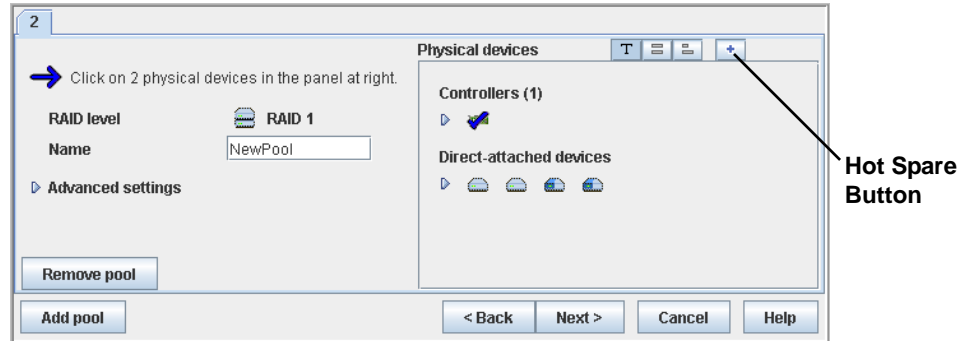 2
Physical devices
T
+
Click on 2 physical devices in the panel at right.
RAID level
RAID 1
Name
NewPool
Advanced settings
Controllers (1)
Direct-attached devices
Hot Spare
Button
Remove pool
Add pool
< Back
Next >
Cancel
Help